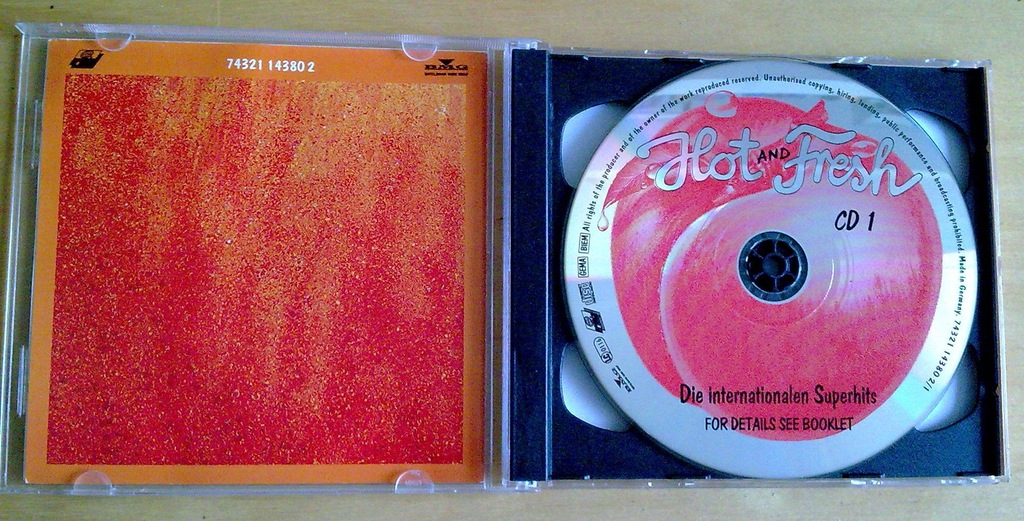 74321 14380 2
BMG
All rights of the producer and of the owner of the work reproduced reserved. Unauthorised copying, hiring, lending, public performance and broadcasting prohibited. Made in Germany. 74321 14380 2/1
Hot AND Fresh
CD 1
GEMA BIEM
Die internationalen Superhits
FOR DETAILS SEE BOOKLET